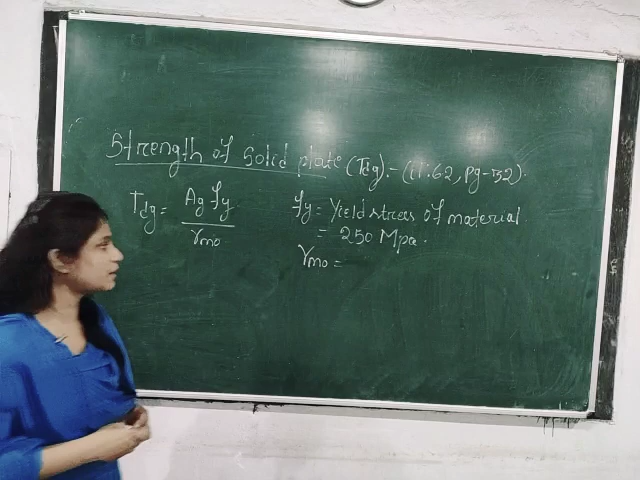 Strength of Solid plate (Tdg):- (cl:6.2, Pg-32).
Tdg = Ag fy / γmo
fy = Yield stress of material
= 250 Mpa.
γmo =